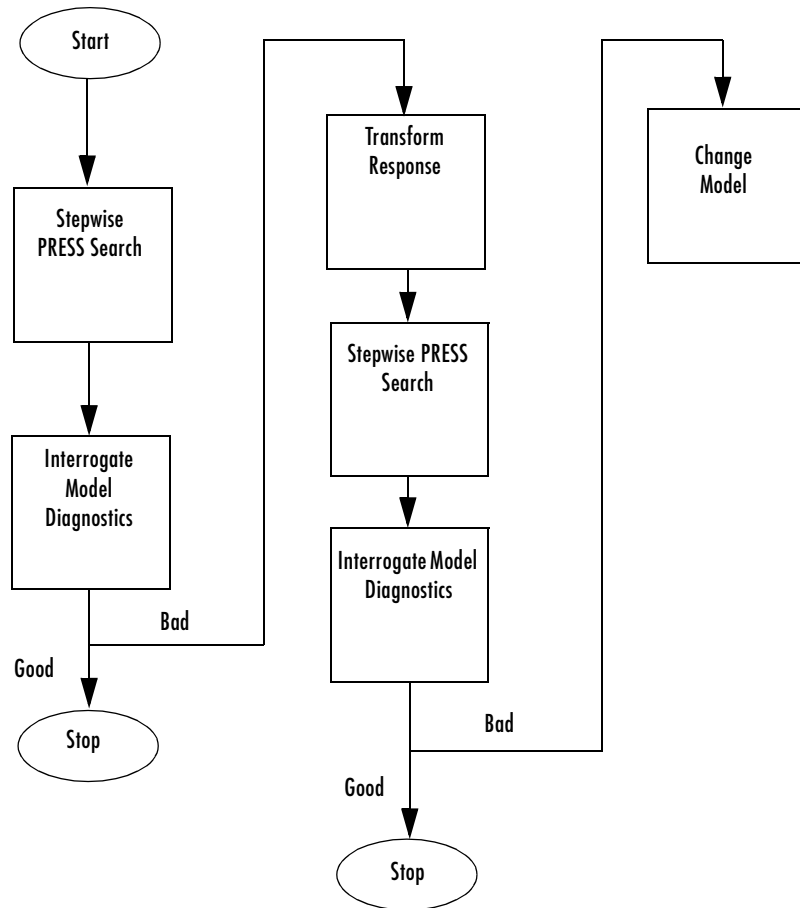 Start
Stepwise
PRESS Search
Interrogate
Model
Diagnostics
Bad
Good
Stop
Transform
Response
Stepwise PRESS
Search
Interrogate Model
Diagnostics
Bad
Good
Stop
Change
Model